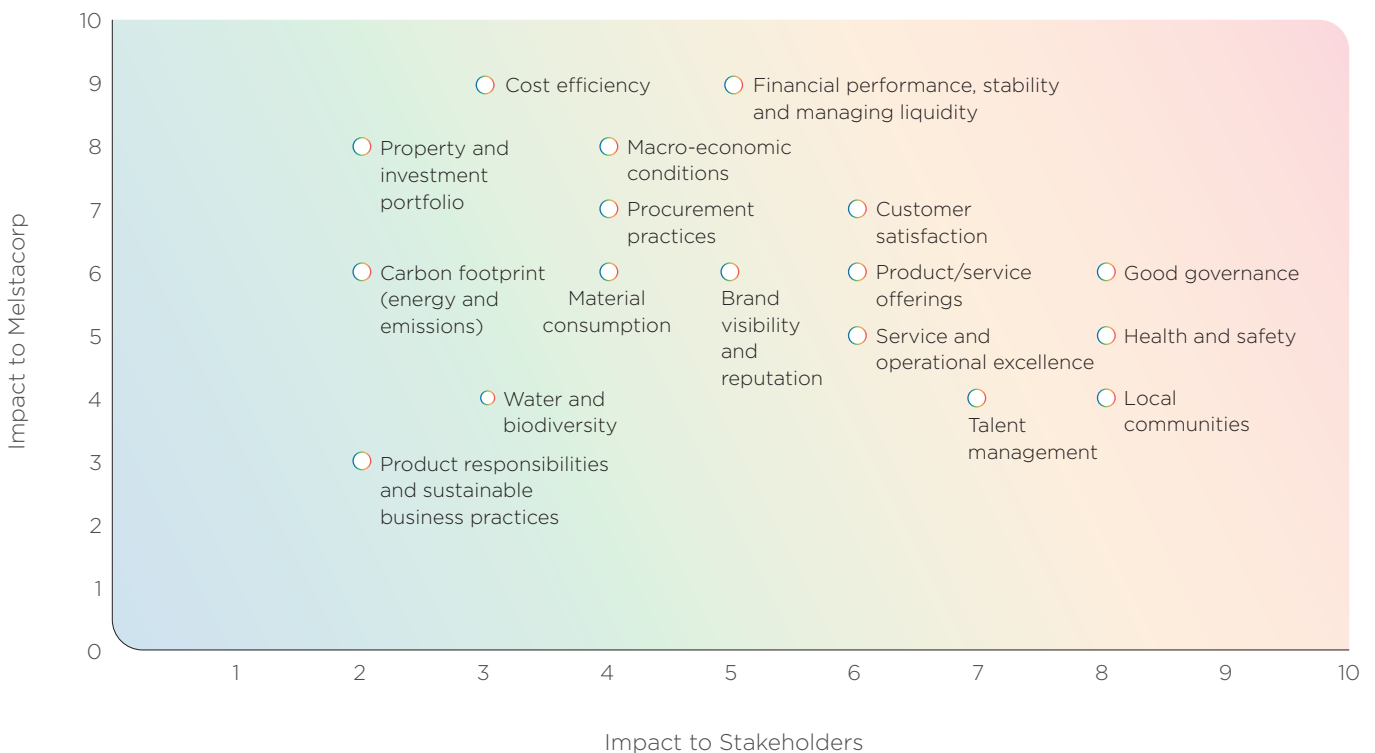 10
9
8
7
6
5
4
3
2
1
0
Impact to Melstacorp
Cost efficiency
Financial performance, stability
and managing liquidity
Property and
investment
portfolio
Macro-economic
conditions
Procurement
practices
Customer
satisfaction
Carbon footprint
(energy and
emissions)
Material
consumption
Brand
visibility
and
reputation
Product/service
offerings
Good governance
Service and
operational excellence
Health and safety
Water and
biodiversity
Talent
management
Local
communities
Product responsibilities
and sustainable
business practices
1 2 3 4 5 6 7 8 9 10
Impact to Stakeholders